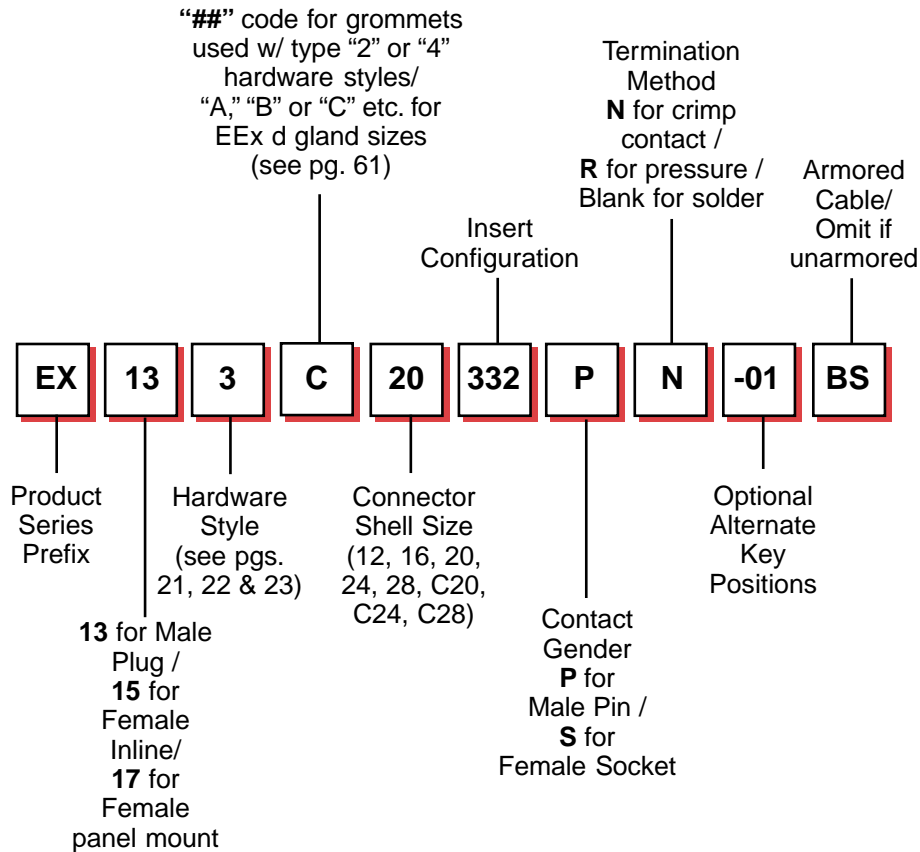 “##” code for grommets
used w/ type “2” or “4”
hardware styles/
“A,” “B” or “C” etc. for
EEx d gland sizes
(see pg. 61)
Termination
Method
N for crimp
contact /
R for pressure /
Blank for solder
Armored
Cable/
Omit if
unarmored
Insert
Configuration
EX 13 3 C 20 332 P N -01 BS
Product
Series
Prefix
Hardware
Style
(see pgs.
21, 22 & 23)
Connector
Shell Size
(12, 16, 20,
24, 28, C20,
C24, C28)
Optional
Alternate
Key
Positions
13 for Male
Plug /
15 for
Female
Inline/
17 for
Female
panel mount
Contact
Gender
P for
Male Pin /
S for
Female Socket